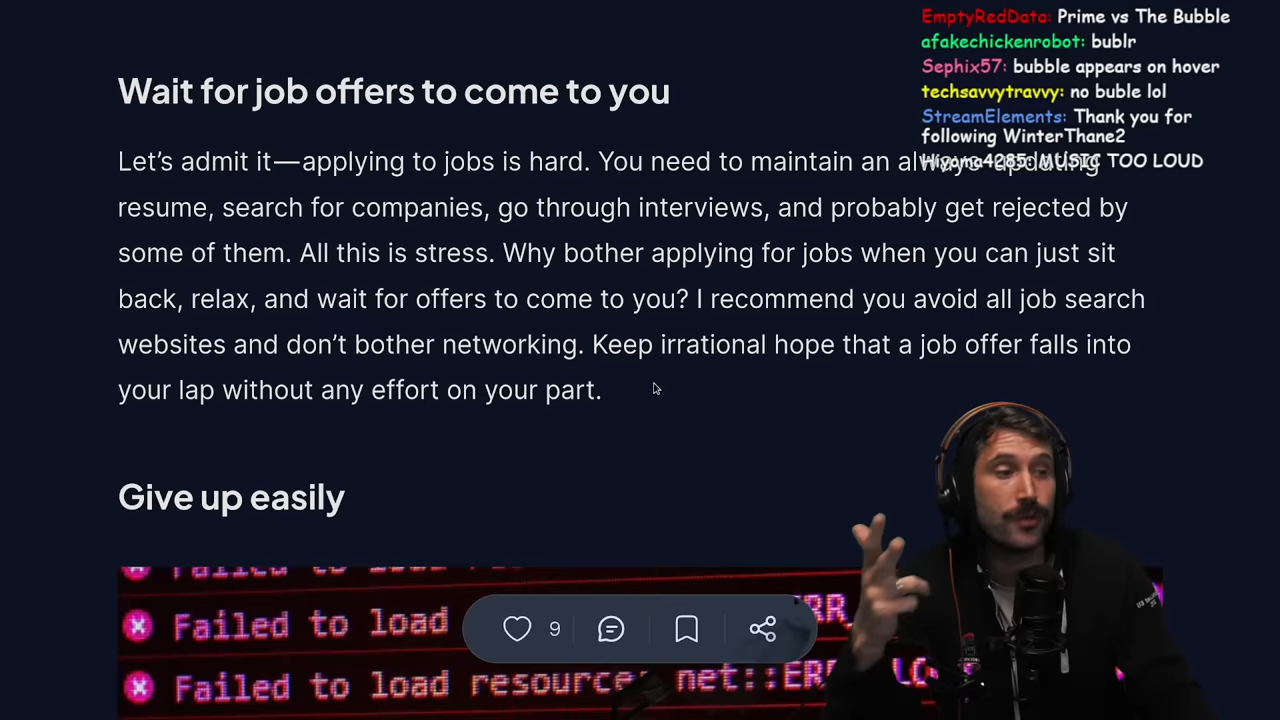 EmptyRedData: Prime vs The Bubble
afakechickenrobot: bublr
Sephix57: bubble appears on hover
techsavvytravvy: no buble lol
StreamElements: Thank you for
following WinterThane2
Hiyoma4285: MUSIC TOO LOUD
Wait for job offers to come to you
Let’s admit it—applying to jobs is hard. You need to maintain an always-updating
resume, search for companies, go through interviews, and probably get rejected by
some of them. All this is stress. Why bother applying for jobs when you can just sit
back, relax, and wait for offers to come to you? I recommend you avoid all job search
websites and don’t bother networking. Keep irrational hope that a job offer falls into
your lap without any effort on your part.
Give up easily
Failed to load
Failed to load
9
Failed to load resource: net::ERR